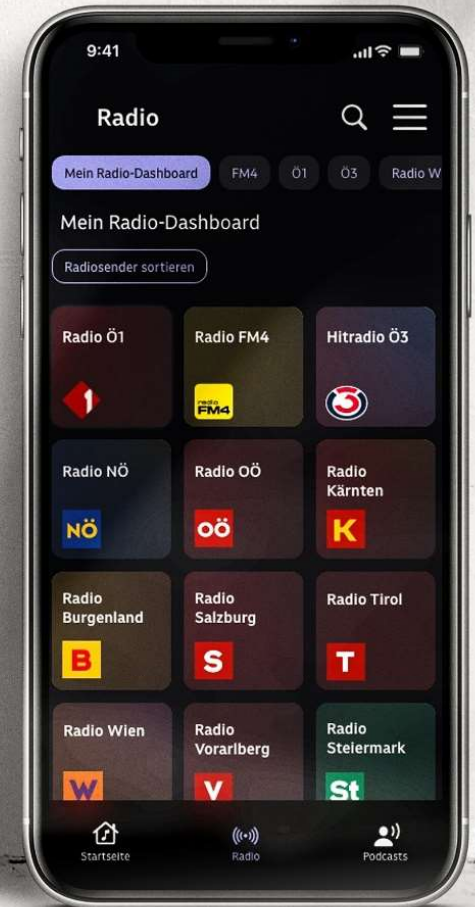 9:41
Radio
Mein Radio-Dashboard FM4 Ö1 Ö3 Radio W
Mein Radio-Dashboard
Radiosender sortieren
Radio Ö1 Radio FM4 Hitradio Ö3
1 radio FM4 3
Radio NÖ Radio OÖ Radio
Kärnten
NÖ OÖ K
Radio Radio Radio Tirol
Burgenland Salzburg
B S T
Radio Wien Radio Radio
Vorarlberg Steiermark
W V St
Startseite Radio Podcasts